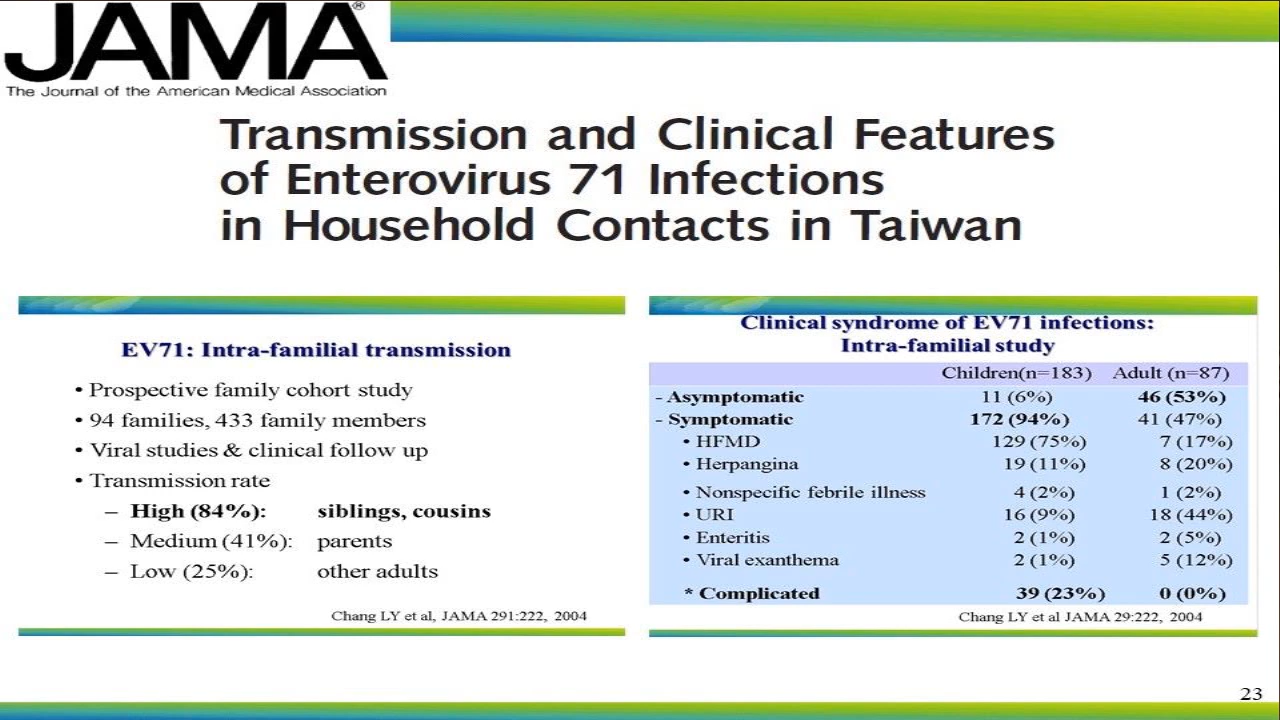 JAMA®
The Journal of the American Medical Association
Transmission and Clinical Features
of Enterovirus 71 Infections
in Household Contacts in Taiwan
EV71: Intra-familial transmission
• Prospective family cohort study
• 94 families, 433 family members
• Viral studies & clinical follow up
• Transmission rate
– High (84%): siblings, cousins
– Medium (41%): parents
– Low (25%): other adults
Chang LY et al, JAMA 291:222, 2004
Clinical syndrome of EV71 infections:
Intra-familial study
Children(n=183) Adult (n=87)
- Asymptomatic 11 (6%) 46 (53%)
- Symptomatic 172 (94%) 41 (47%)
• HFMD 129 (75%) 7 (17%)
• Herpangina 19 (11%) 8 (20%)
• Nonspecific febrile illness 4 (2%) 1 (2%)
• URI 16 (9%) 18 (44%)
• Enteritis 2 (1%) 2 (5%)
• Viral exanthema 2 (1%) 5 (12%)
* Complicated 39 (23%) 0 (0%)
Chang LY et al JAMA 29:222, 2004
23